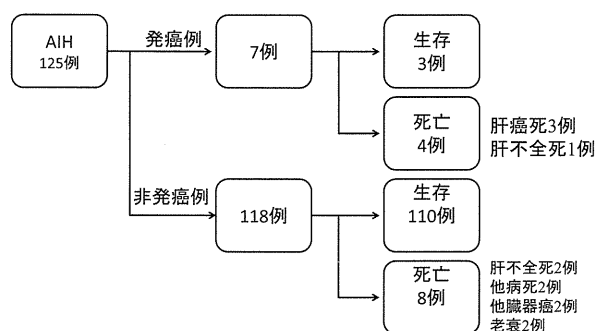 AIH
125例
発癌例
7例
生存
3例
死亡
4例
肝癌死3例
肝不全死1例
非発癌例
118例
生存
110例
死亡
8例
肝不全死2例
他病死2例
他臓器癌2例
老衰2例